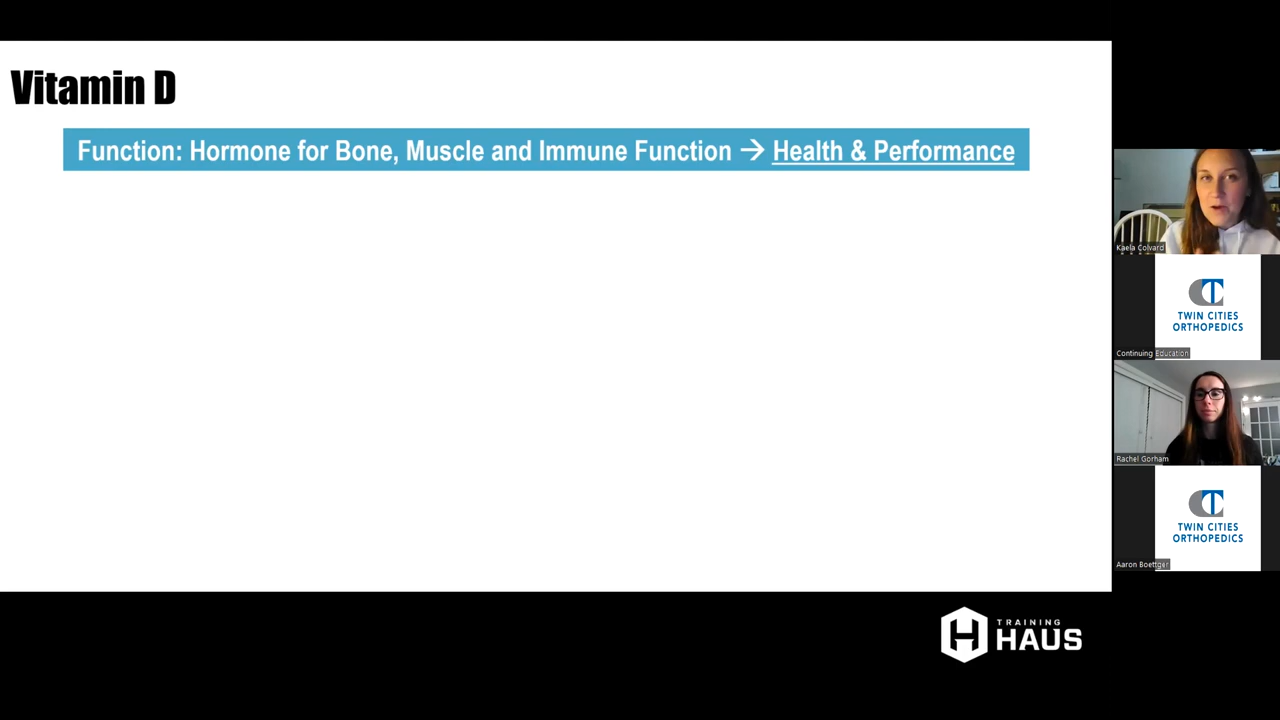 Vitamin D
Function: Hormone for Bone, Muscle and Immune Function → Health & Performance
Kaela Colvard
TWIN CITIES
ORTHOPEDICS
Continuing Education
Rachel Gorham
TWIN CITIES
ORTHOPEDICS
Aaron Boettger
TRAINING
HAUS